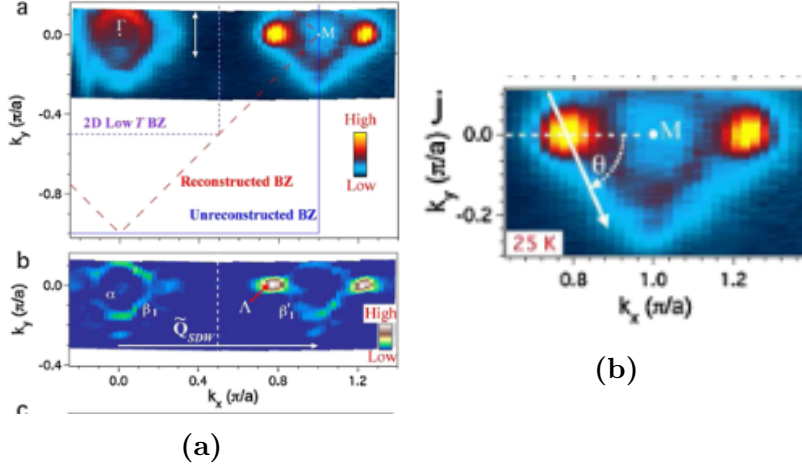 a
0.0
-0.4
-0.8
k_y (π/a)
Γ
M
2D Low T BZ
High
Low
Reconstructed BZ
Unreconstructed BZ
b
0.0
-0.4
k_y (π/a)
α
β_1
Λ
β'_1
Q̃_SDW
High
Low
0.0 0.4 0.8 1.2
k_x (π/a)
(a)
0.0
-0.2
k_y (π/a)
M
θ
25 K
0.8 1.0 1.2
k_x (π/a)
(b)